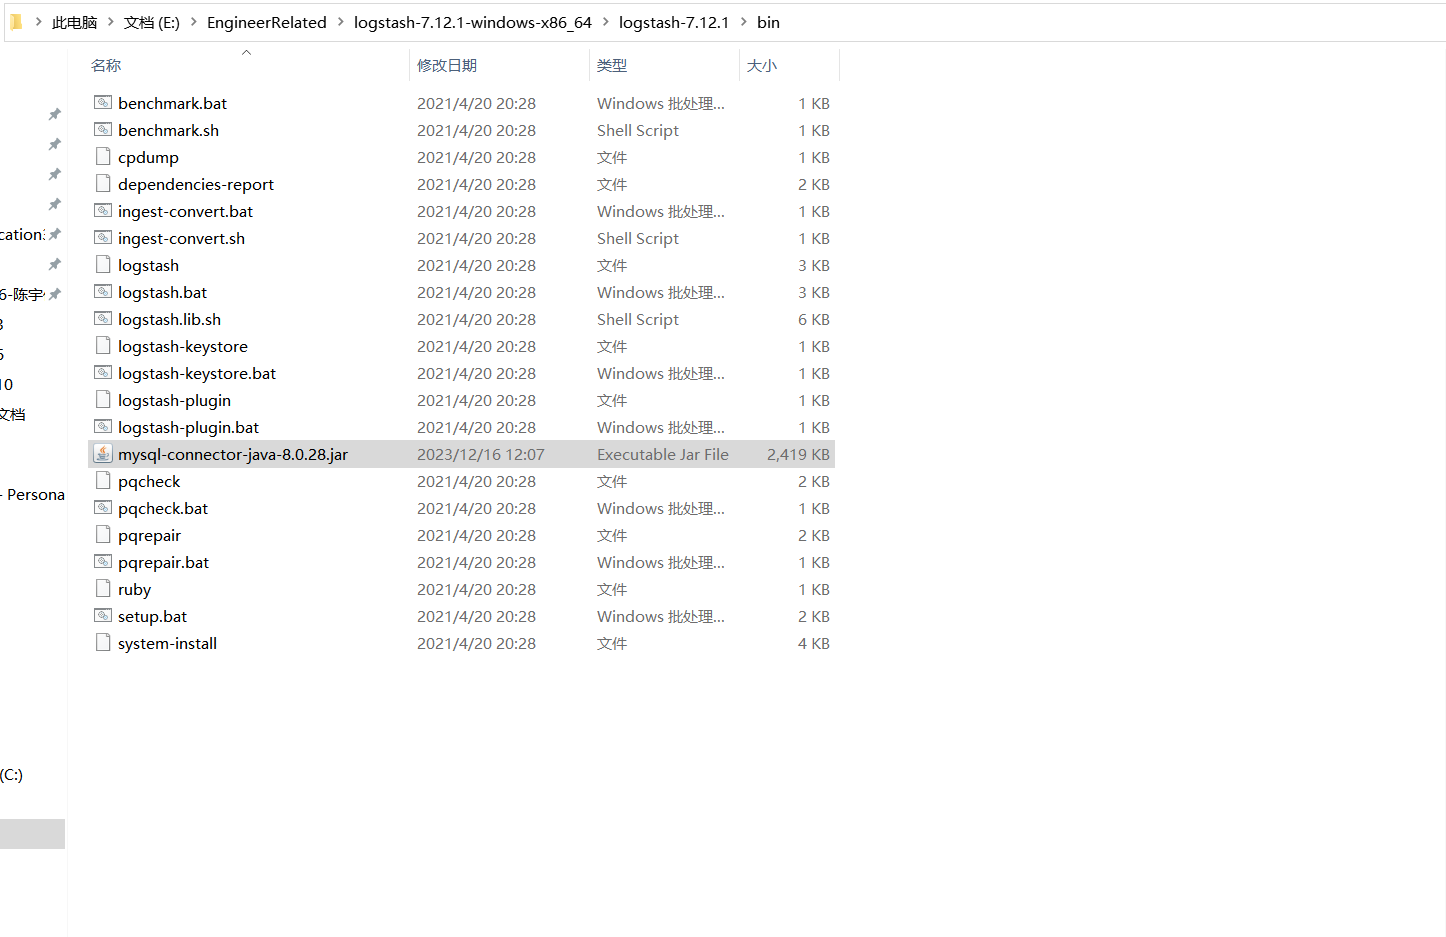 此电脑 > 文档 (E:) > EngineerRelated > logstash-7.12.1-windows-x86_64 > logstash-7.12.1 > bin
名称 修改日期 类型 大小
benchmark.bat 2021/4/20 20:28 Windows 批处理... 1 KB
benchmark.sh 2021/4/20 20:28 Shell Script 1 KB
cpdump 2021/4/20 20:28 文件 1 KB
dependencies-report 2021/4/20 20:28 文件 2 KB
ingest-convert.bat 2021/4/20 20:28 Windows 批处理... 1 KB
cation
ingest-convert.sh 2021/4/20 20:28 Shell Script 1 KB
logstash 2021/4/20 20:28 文件 3 KB
6-陈宇
logstash.bat 2021/4/20 20:28 Windows 批处理... 3 KB
logstash.lib.sh 2021/4/20 20:28 Shell Script 6 KB
logstash-keystore 2021/4/20 20:28 文件 1 KB
logstash-keystore.bat 2021/4/20 20:28 Windows 批处理... 1 KB
10
logstash-plugin 2021/4/20 20:28 文件 1 KB
文档
logstash-plugin.bat 2021/4/20 20:28 Windows 批处理... 1 KB
mysql-connector-java-8.0.28.jar 2023/12/16 12:07 Executable Jar File 2,419 KB
pqcheck 2021/4/20 20:28 文件 2 KB
- Persona
pqcheck.bat 2021/4/20 20:28 Windows 批处理... 1 KB
pqrepair 2021/4/20 20:28 文件 2 KB
pqrepair.bat 2021/4/20 20:28 Windows 批处理... 1 KB
ruby 2021/4/20 20:28 文件 1 KB
setup.bat 2021/4/20 20:28 Windows 批处理... 2 KB
system-install 2021/4/20 20:28 文件 4 KB
(C:)